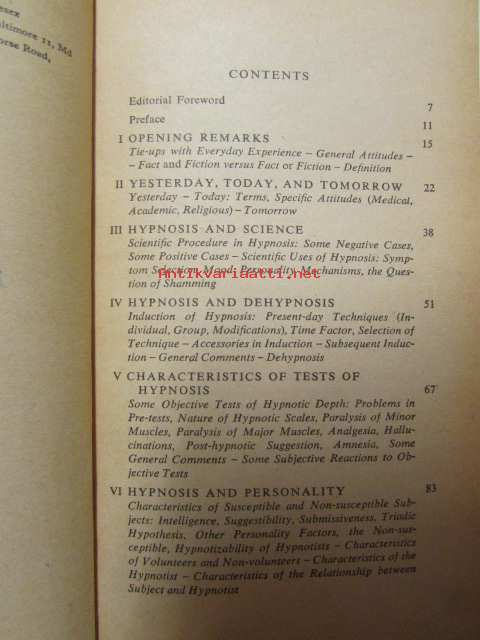 ssex
ltimore 11, Md
orse Road,
CONTENTS
Editorial Foreword 7
Preface 11
I OPENING REMARKS 15
Tie-ups with Everyday Experience – General Attitudes –
– Fact and Fiction versus Fact or Fiction – Definition
II YESTERDAY, TODAY, AND TOMORROW 22
Yesterday – Today: Terms, Specific Attitudes (Medical,
Academic, Religious) – Tomorrow
III HYPNOSIS AND SCIENCE 38
Scientific Procedure in Hypnosis: Some Negative Cases,
Some Positive Cases – Scientific Uses of Hypnosis: Symp-
tom Selection, Mood, Personality Mechanisms, the Ques-
tion of Shamming
Antikvariaatti.net
IV HYPNOSIS AND DEHYPNOSIS 51
Induction of Hypnosis: Present-day Techniques (In-
dividual, Group, Modifications), Time Factor, Selection of
Technique – Accessories in Induction – Subsequent Induc-
tion – General Comments – Dehypnosis
V CHARACTERISTICS OF TESTS OF
HYPNOSIS 67
Some Objective Tests of Hypnotic Depth: Problems in
Pre-tests, Nature of Hypnotic Scales, Paralysis of Minor
Muscles, Paralysis of Major Muscles, Analgesia, Hallu-
cinations, Post-hypnotic Suggestion, Amnesia, Some
General Comments – Some Subjective Reactions to Ob-
jective Tests
VI HYPNOSIS AND PERSONALITY 83
Characteristics of Susceptible and Non-susceptible Sub-
jects: Intelligence, Suggestibility, Submissiveness, Triadic
Hypothesis, Other Personality Factors, the Non-sus-
ceptible, Hypnotizability of Hypnotists – Characteristics
of Volunteers and Non-volunteers – Characteristics of the
Hypnotist – Characteristics of the Relationship between
Subject and Hypnotist